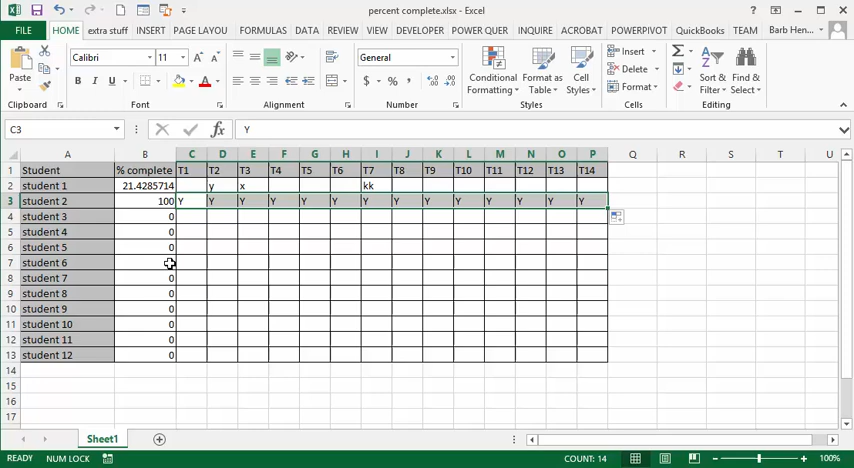 percent complete.xlsx - Excel
FILE HOME extra stuff INSERT PAGE LAYOU FORMULAS DATA REVIEW VIEW DEVELOPER POWER QUER INQUIRE ACROBAT POWERPIVOT QuickBooks TEAM Barb Hen...
Paste
Calibri 11
General
Conditional Formatting
Format as Table
Cell Styles
Insert
Delete
Format
Sort & Filter
Find & Select
Clipboard Font Alignment Number Styles Cells Editing
C3 fx Y
A B C D E F G H I J K L M N O P Q R S T U
1 Student % complete T1 T2 T3 T4 T5 T6 T7 T8 T9 T10 T11 T12 T13 T14
2 student 1 21.4285714 y x kk
3 student 2 100 Y Y Y Y Y Y Y Y Y Y Y Y Y Y
4 student 3 0
5 student 4 0
6 student 5 0
7 student 6
8 student 7 0
9 student 8 0
10 student 9 0
11 student 10 0
12 student 11 0
13 student 12 0
14
15
16
17
Sheet1
READY NUM LOCK COUNT: 14 100%